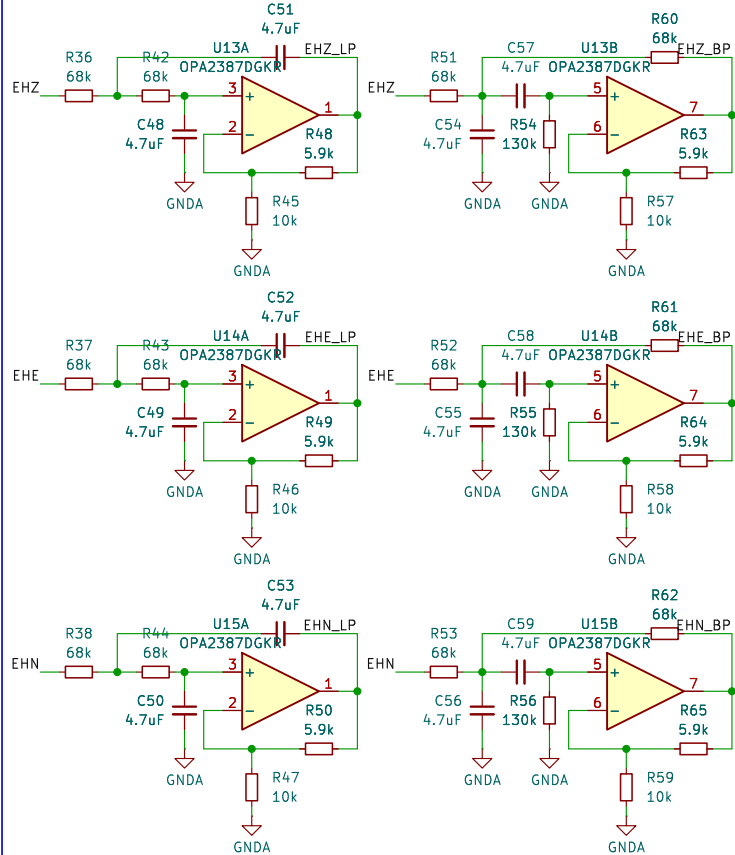 C51
4.7uF
R36
68k
R42
68k
U13A
OPA2387DGKR
EHZ_LP
EHZ
3
+
2
−
1
C48
4.7uF
R48
5.9k
GNDA
R45
10k
GNDA
R60
68k
R51
68k
C57
4.7uF
U13B
OPA2387DGKR
EHZ_BP
EHZ
5
+
6
−
7
C54
4.7uF
R54
130k
R63
5.9k
GNDA
GNDA
R57
10k
GNDA
C52
4.7uF
R37
68k
R43
68k
U14A
OPA2387DGKR
EHE_LP
EHE
3
+
2
−
1
C49
4.7uF
R49
5.9k
GNDA
R46
10k
GNDA
R61
68k
R52
68k
C58
4.7uF
U14B
OPA2387DGKR
EHE_BP
EHE
5
+
6
−
7
C55
4.7uF
R55
130k
R64
5.9k
GNDA
GNDA
R58
10k
GNDA
C53
4.7uF
R38
68k
R44
68k
U15A
OPA2387DGKR
EHN_LP
EHN
3
+
2
−
1
C50
4.7uF
R50
5.9k
GNDA
R47
10k
GNDA
R62
68k
R53
68k
C59
4.7uF
U15B
OPA2387DGKR
EHN_BP
EHN
5
+
6
−
7
C56
4.7uF
R56
130k
R65
5.9k
GNDA
GNDA
R59
10k
GNDA